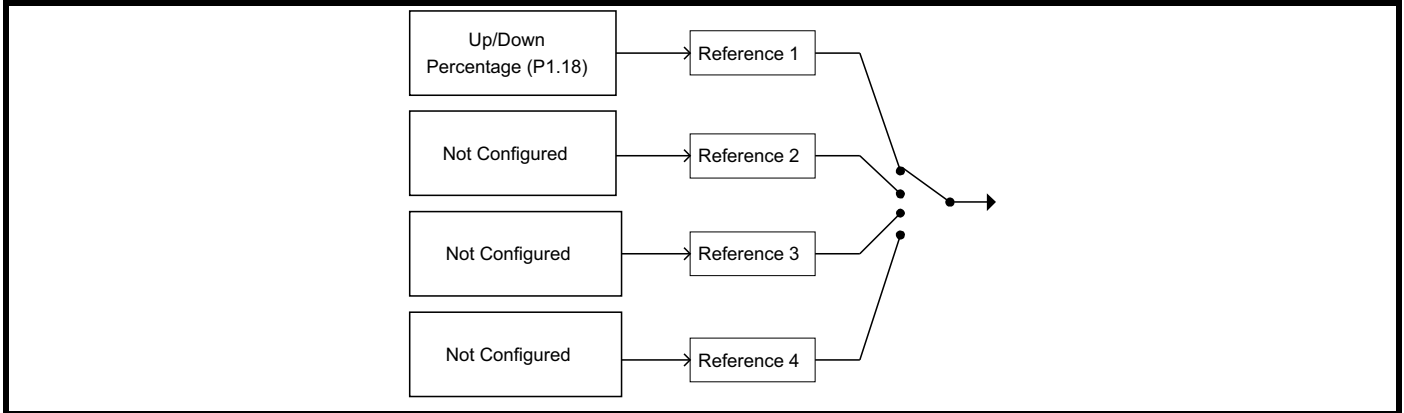 Up/Down
Percentage (P1.18)
Reference 1
Not Configured
Reference 2
Not Configured
Reference 3
Not Configured
Reference 4